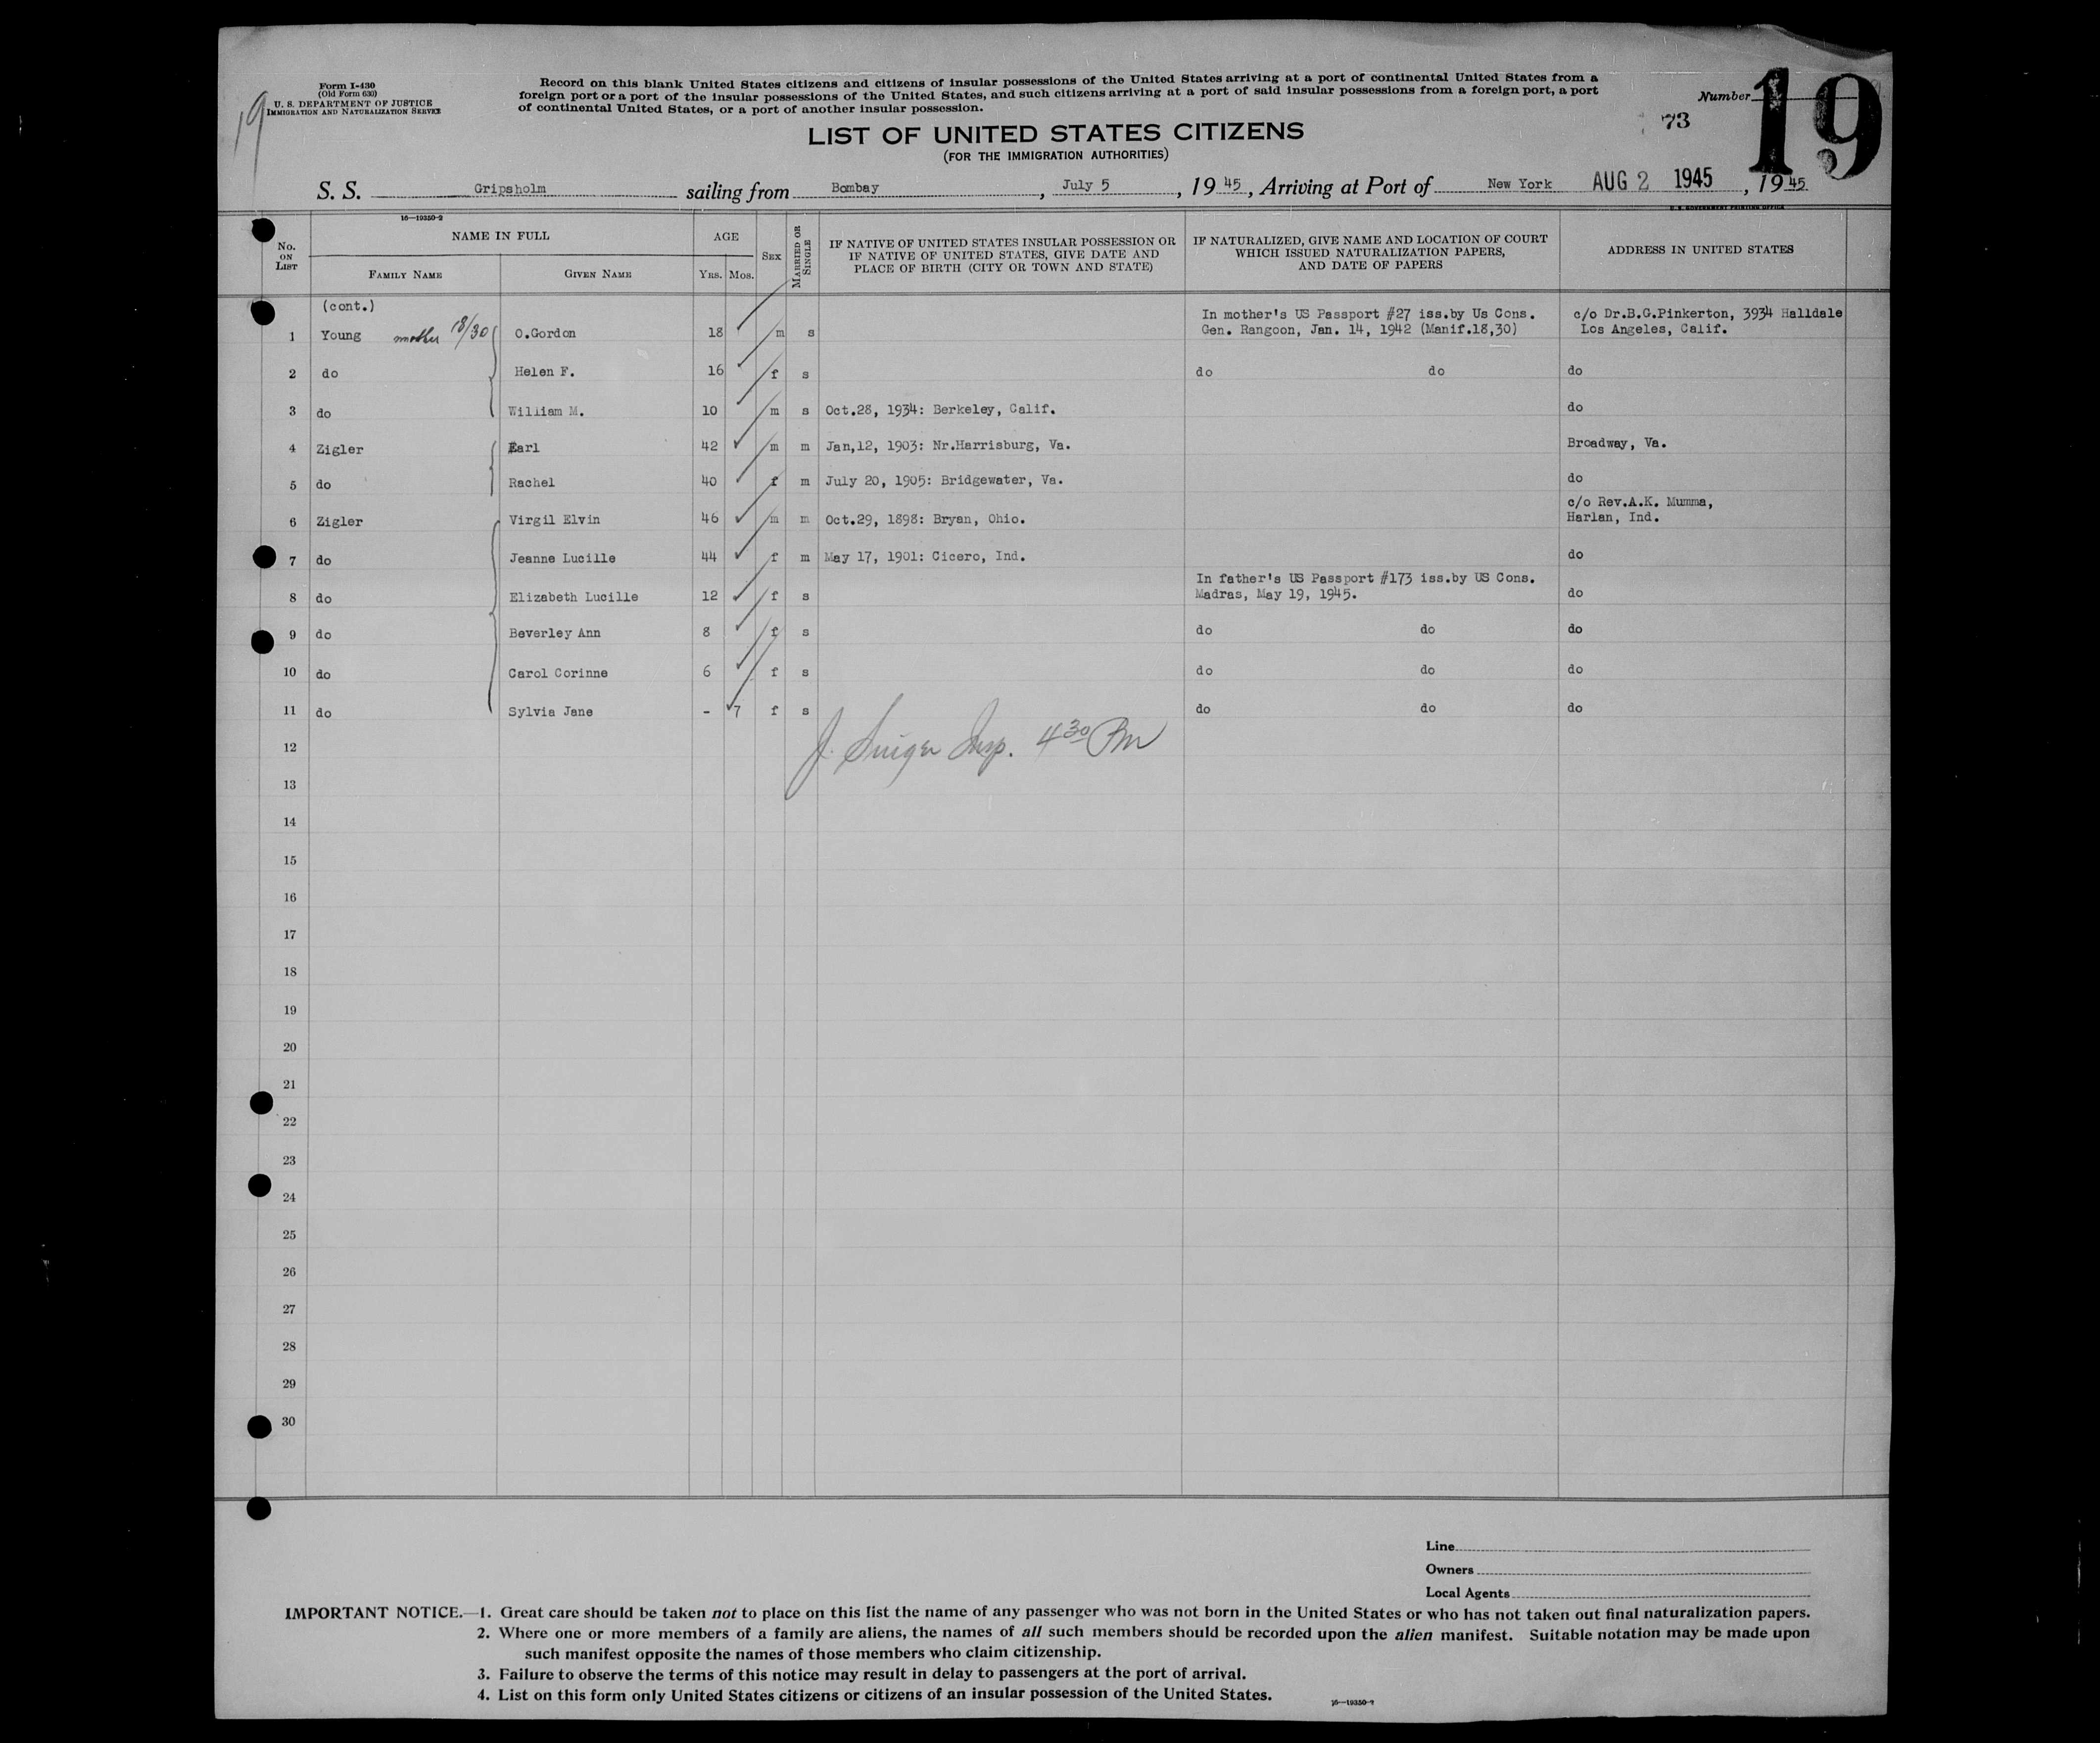 Form I-430
(Old Form 630)
U. S. DEPARTMENT OF JUSTICE
IMMIGRATION AND NATURALIZATION SERVICE
19
Record on this blank United States citizens and citizens of insular possessions of the United States arriving at a port of continental United States from a
foreign port or a port of the insular possessions of the United States, and such citizens arriving at a port of said insular possessions from a foreign port, a port
of continental United States, or a port of another insular possession.
Number 19
73
LIST OF UNITED STATES CITIZENS
(FOR THE IMMIGRATION AUTHORITIES)
S. S. Gripsholm sailing from Bombay, July 5, 1945, Arriving at Port of New York AUG 2 1945, 1945
U. S. GOVERNMENT PRINTING OFFICE
16—19350-2
No. ON LIST
NAME IN FULL
FAMILY NAME
GIVEN NAME
AGE
YRS. MOS.
SEX
MARRIED OR SINGLE
IF NATIVE OF UNITED STATES INSULAR POSSESSION OR
IF NATIVE OF UNITED STATES, GIVE DATE AND
PLACE OF BIRTH (CITY OR TOWN AND STATE)
IF NATURALIZED, GIVE NAME AND LOCATION OF COURT
WHICH ISSUED NATURALIZATION PAPERS,
AND DATE OF PAPERS
ADDRESS IN UNITED STATES
(cont.)
In mother's US Passport #27 iss.by Us Cons. c/o Dr.B.G.Pinkerton, 3934 Halldale
1 Young mother 18/30 O.Gordon 18 m s Gen. Rangoon, Jan. 14, 1942 (Manif.18,30) Los Angeles, Calif.
2 do Helen F. 16 f s do do do
3 do William M. 10 m s Oct.28, 1934: Berkeley, Calif. do
4 Zigler Earl 42 m m Jan,12, 1903: Nr.Harrisburg, Va. Broadway, Va.
5 do Rachel 40 f m July 20, 1905: Bridgewater, Va. do
c/o Rev.A.K. Mumma,
6 Zigler Virgil Elvin 46 m m Oct.29, 1898: Bryan, Ohio. Harlan, Ind.
7 do Jeanne Lucille 44 f m May 17, 1901: Cicero, Ind. do
In father's US Passport #173 iss.by US Cons.
8 do Elizabeth Lucille 12 f s Madras, May 19, 1945. do
9 do Beverley Ann 8 f s do do do
10 do Carol Corinne 6 f s do do do
11 do Sylvia Jane - 7 f s do do do
12 J. Singer Insp. 4 30 PM
13
14
15
16
17
18
19
20
21
22
23
24
25
26
27
28
29
30
Line
Owners
Local Agents
IMPORTANT NOTICE.—1. Great care should be taken not to place on this list the name of any passenger who was not born in the United States or who has not taken out final naturalization papers.
2. Where one or more members of a family are aliens, the names of all such members should be recorded upon the alien manifest. Suitable notation may be made upon
such manifest opposite the names of those members who claim citizenship.
3. Failure to observe the terms of this notice may result in delay to passengers at the port of arrival.
4. List on this form only United States citizens or citizens of an insular possession of the United States.
16—19350-2